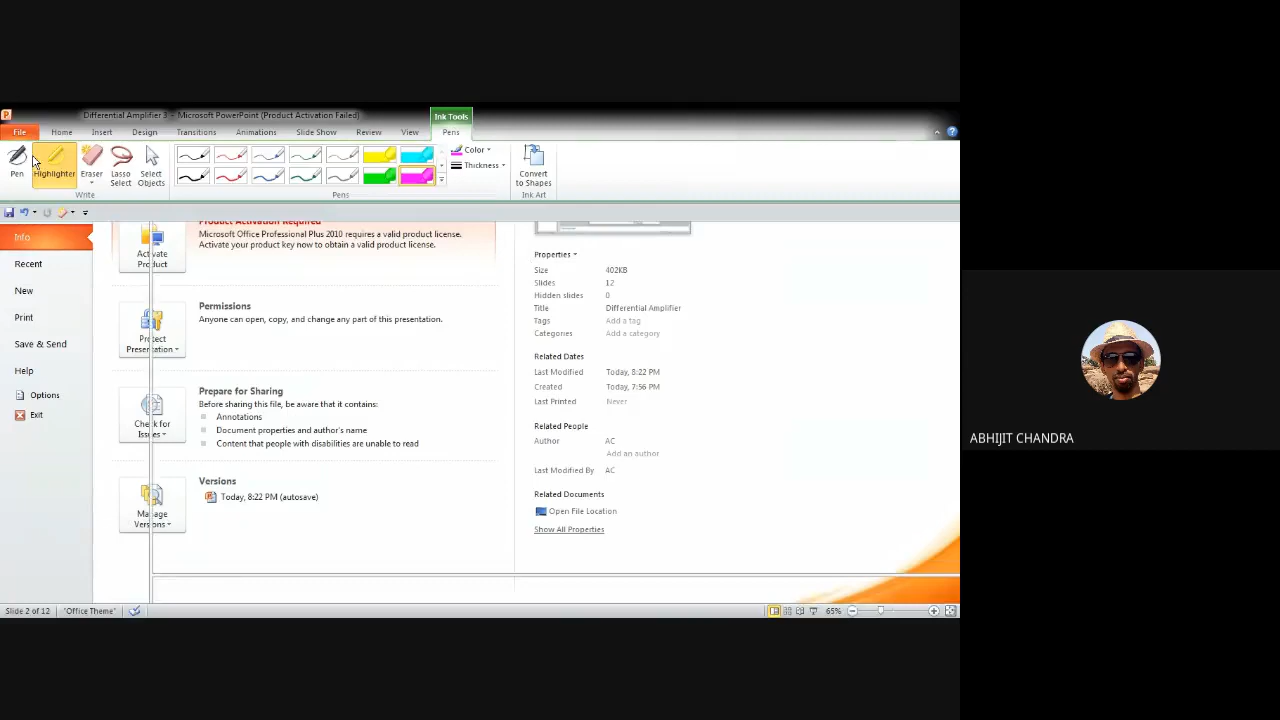 Differential Amplifier 3 - Microsoft PowerPoint (Product Activation Failed)
Ink Tools
File Home Insert Design Transitions Animations Slide Show Review View Pens
Pen Highlighter Eraser Lasso Select Select Objects
Color
Thickness
Convert to Shapes
Write Pens Ink Art
Info
Recent
New
Print
Save & Send
Help
Options
Exit
Product Activation Required
Microsoft Office Professional Plus 2010 requires a valid product license.
Activate your product key now to obtain a valid product license.
Activate
Product
Permissions
Anyone can open, copy, and change any part of this presentation.
Protect
Presentation
Prepare for Sharing
Before sharing this file, be aware that it contains:
Annotations
Document properties and author's name
Content that people with disabilities are unable to read
Check for
Issues
Versions
Today, 8:22 PM (autosave)
Manage
Versions
Properties
Size 402KB
Slides 12
Hidden slides 0
Title Differential Amplifier
Tags Add a tag
Categories Add a category
Related Dates
Last Modified Today, 8:22 PM
Created Today, 7:56 PM
Last Printed Never
Related People
Author AC
Add an author
Last Modified By AC
Related Documents
Open File Location
Show All Properties
Slide 2 of 12 "Office Theme" 65%
ABHIJIT CHANDRA